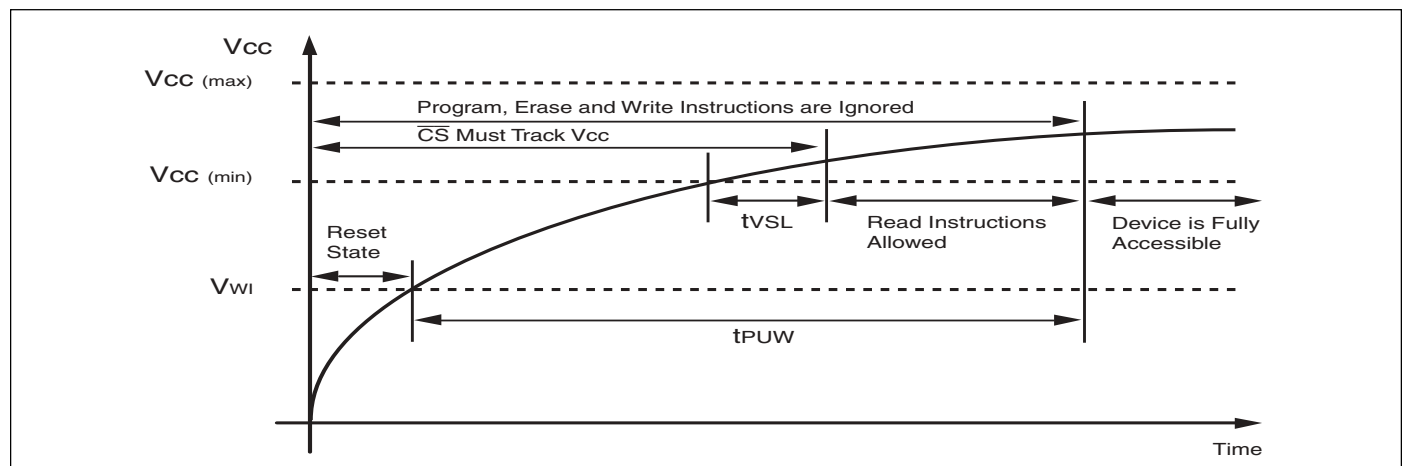 Vcc
Vcc (max)
Program, Erase and Write Instructions are Ignored
CS Must Track Vcc
Vcc (min)
tVSL
Read Instructions
Allowed
Device is Fully
Accessible
Reset
State
VWI
tPUW
Time